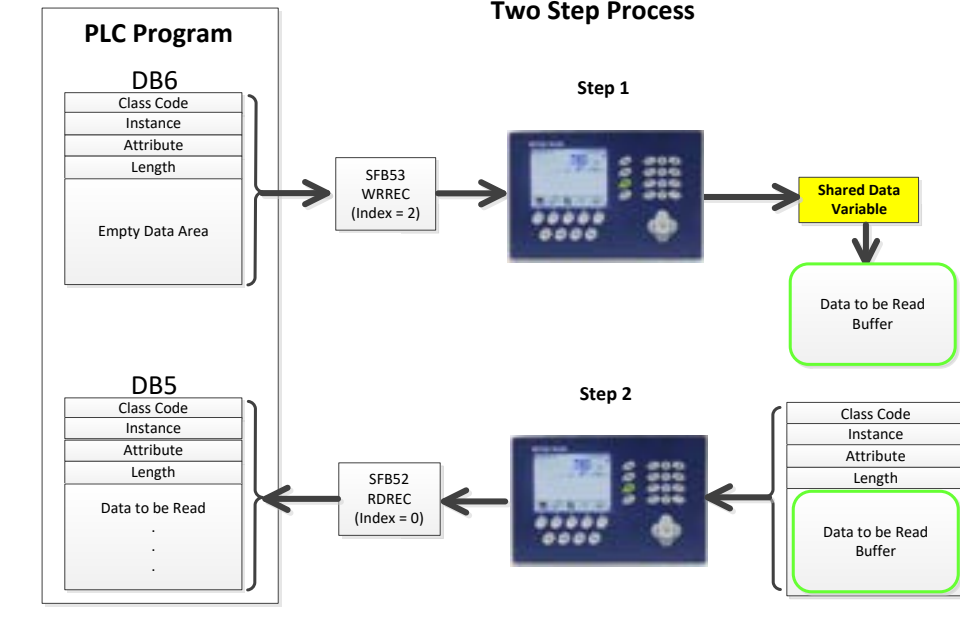 Two Step Process
PLC Program
DB6
Class Code
Instance
Attribute
Length
Empty Data Area
Step 1
SFB53
WRREC
(Index = 2)
Shared Data
Variable
Data to be Read
Buffer
DB5
Class Code
Instance
Attribute
Length
Data to be Read
.
.
.
Step 2
SFB52
RDREC
(Index = 0)
Class Code
Instance
Attribute
Length
Data to be Read
Buffer